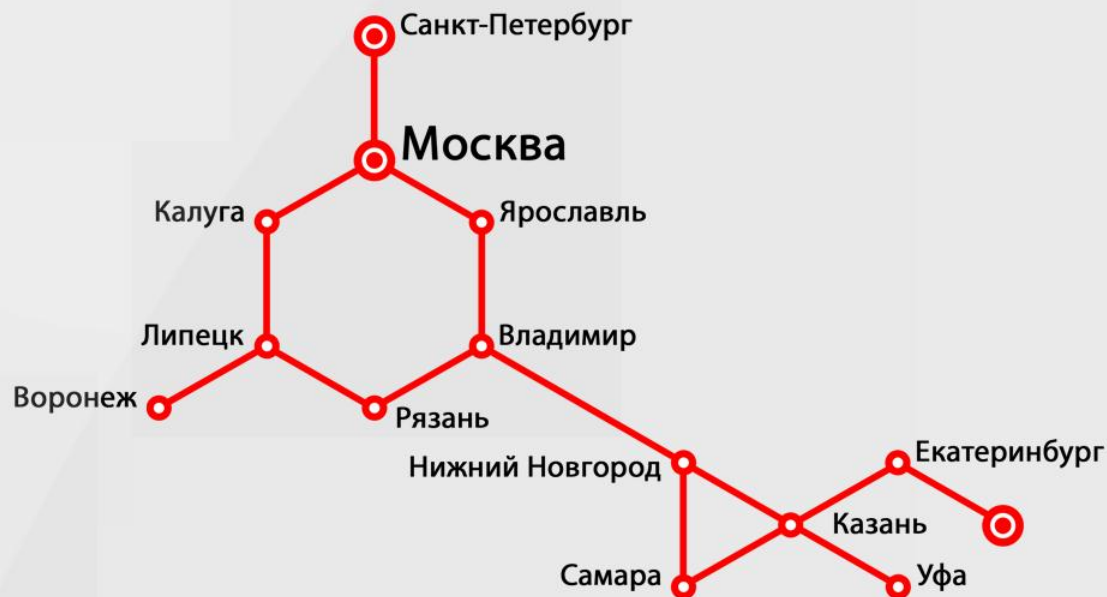 Санкт-Петербург
Москва
Калуга
Ярославль
Липецк
Владимир
Воронеж
Рязань
Екатеринбург
Нижний Новгород
Казань
Самара
Уфа